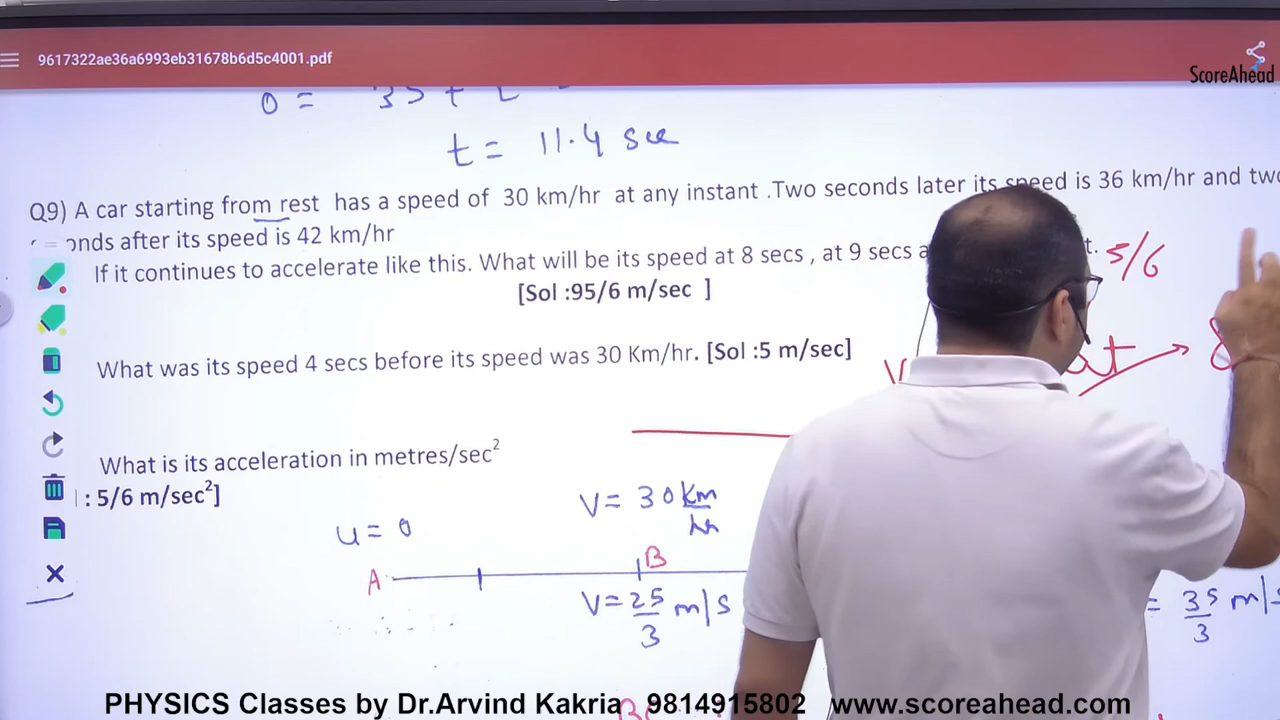 9617322ae36a6993eb31678b6d5c4001.pdf
ScoreAhead
0 = 35 +
t = 11.4 sec
Q9) A car starting from rest has a speed of 30 km/hr at any instant .Two seconds later its speed is 36 km/hr and two
onds after its speed is 42 km/hr
If it continues to accelerate like this. What will be its speed at 8 secs , at 9 secs a t. 5/6
[Sol :95/6 m/sec ]
What was its speed 4 secs before its speed was 30 Km/hr. [Sol :5 m/sec]
V at 8
What is its acceleration in metres/sec²
: 5/6 m/sec²]
V = 30 km/hr
u = 0
A B
V = 25/3 m/s = 35/3 m/s
PHYSICS Classes by Dr.Arvind Kakria 9814915802 www.scoreahead.com